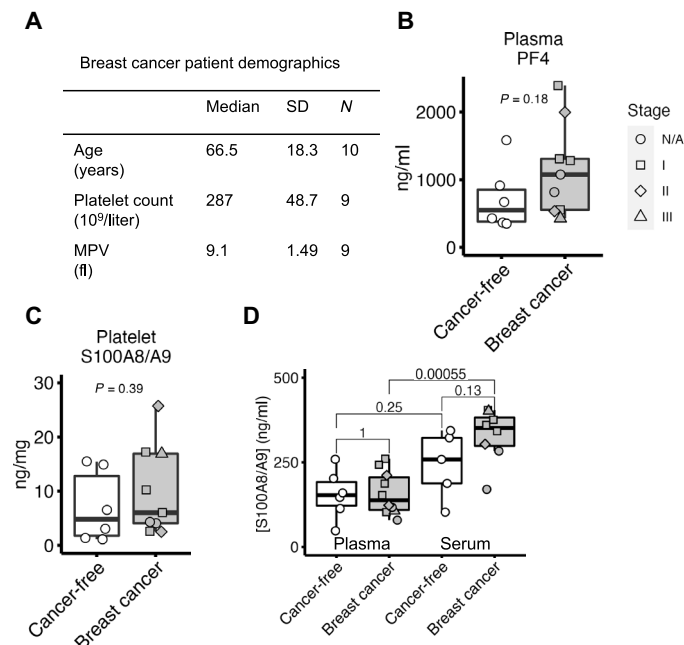 A
Breast cancer patient demographics
Median SD N
Age
(years)
66.5 18.3 10
Platelet count
(10⁹/liter)
287 48.7 9
MPV
(fl)
9.1 1.49 9
B
Plasma
PF4
P = 0.18
ng/ml
2000
1000
0
Cancer-free
Breast cancer
Stage
N/A
I
II
III
C
Platelet
S100A8/A9
P = 0.39
ng/mg
30
20
10
0
Cancer-free
Breast cancer
D
[S100A8/A9] (ng/ml)
500
250
0
0.00055
0.13
0.25
1
Plasma Serum
Cancer-free
Breast cancer
Cancer-free
Breast cancer